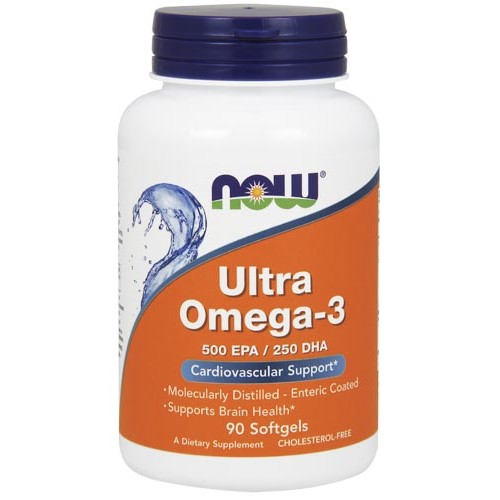 NOW®
Ultra
Omega-3
500 EPA / 250 DHA
Cardiovascular Support*
• Molecularly Distilled - Enteric Coated
• Supports Brain Health*
90 Softgels
A Dietary Supplement CHOLESTEROL-FREE